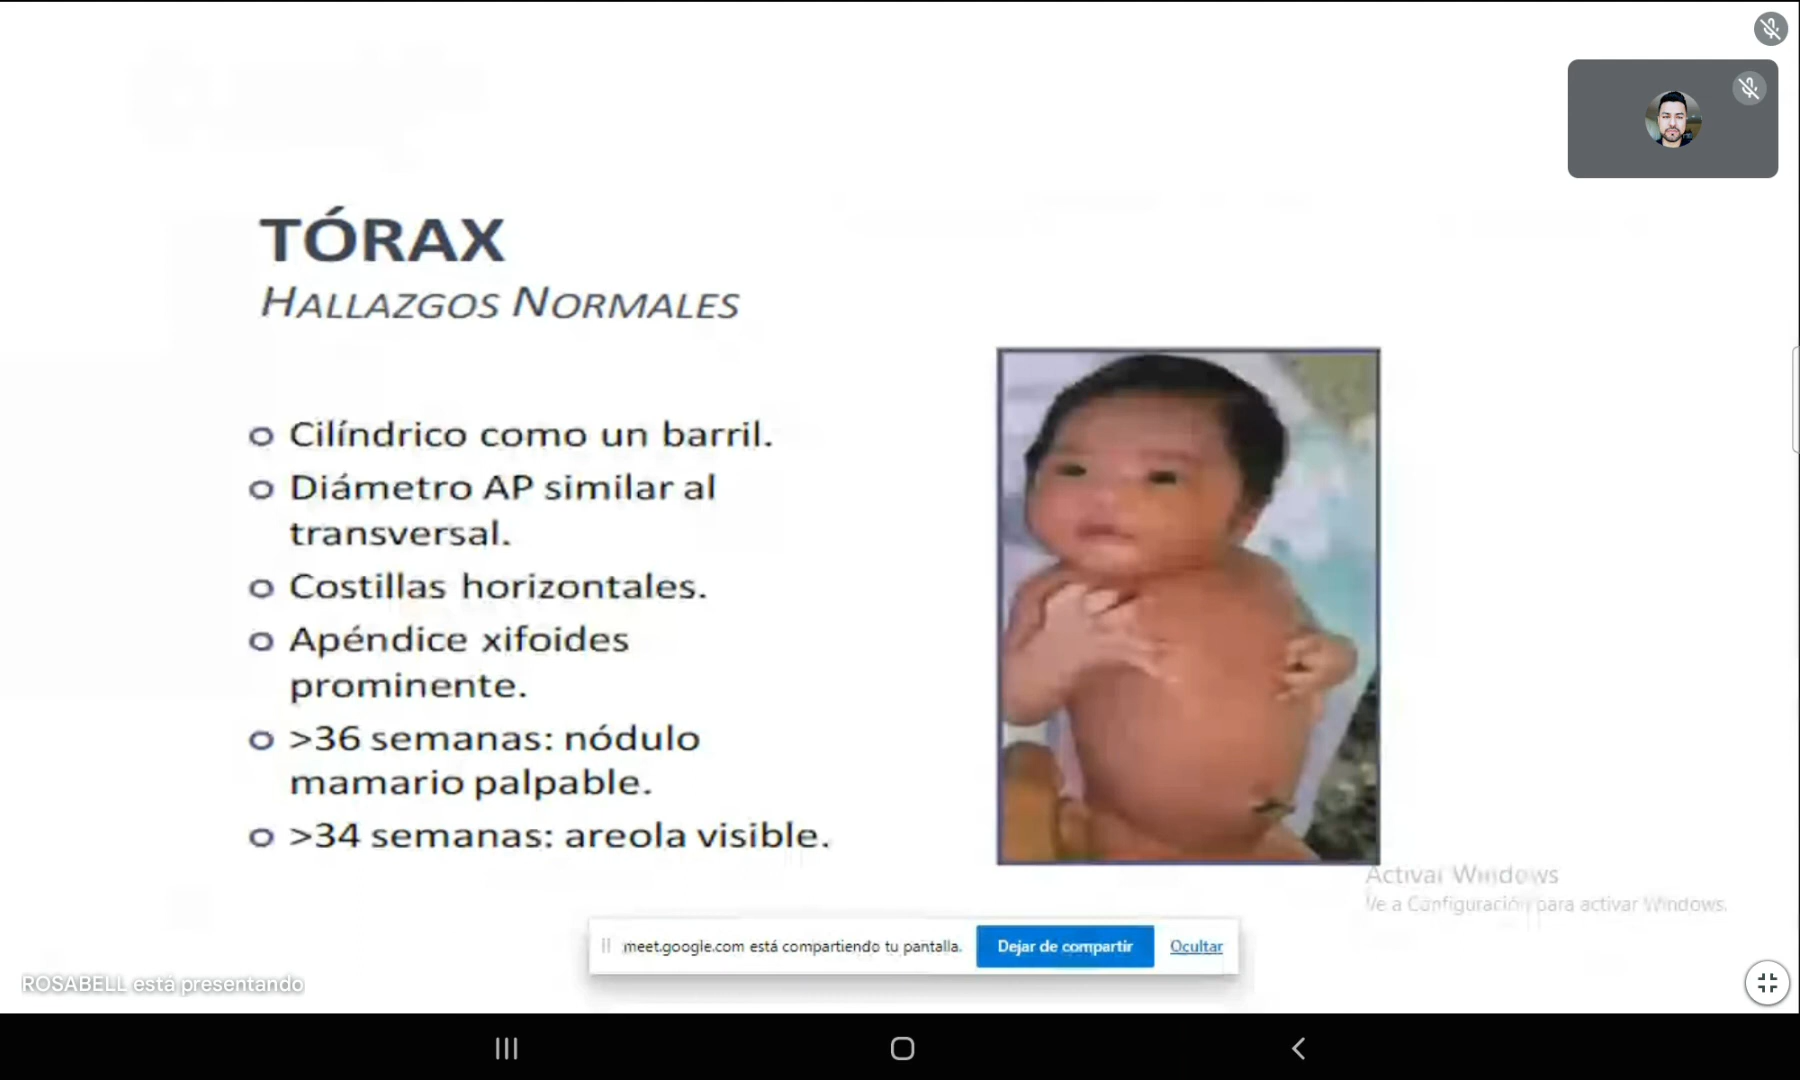 TÓRAX
HALLAZGOS NORMALES
Cilíndrico como un barril.
Diámetro AP similar al
transversal.
Costillas horizontales.
Apéndice xifoides
prominente.
>36 semanas: nódulo
mamario palpable.
>34 semanas: areola visible.
Activar Windows
Ve a Configuración para activar Windows.
meet.google.com está compartiendo tu pantalla.
Dejar de compartir
Ocultar
ROSABELL está presentando